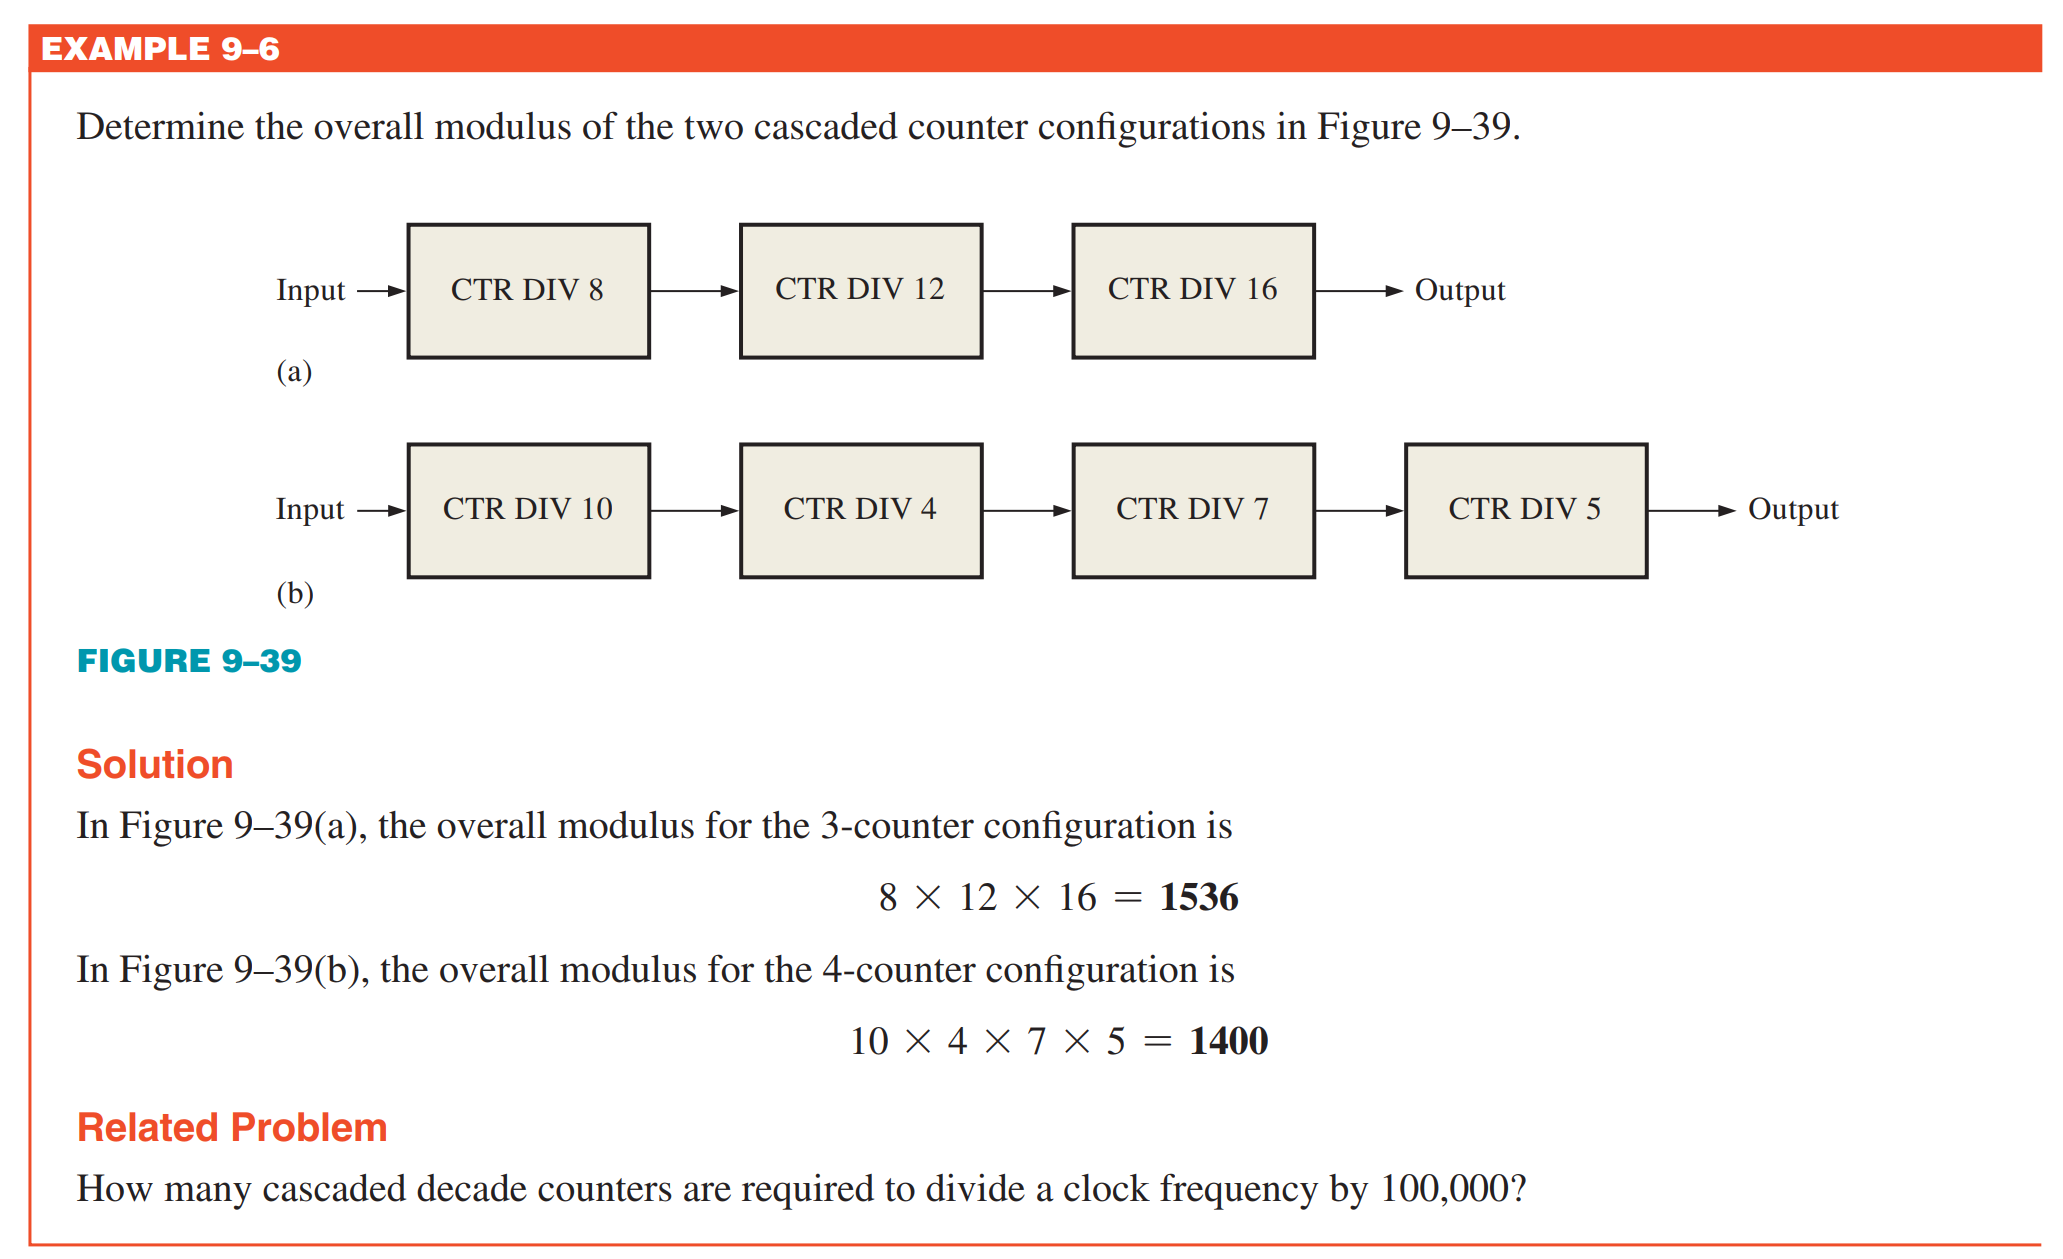 EXAMPLE 9–6
Determine the overall modulus of the two cascaded counter configurations in Figure 9–39.
Input CTR DIV 8 CTR DIV 12 CTR DIV 16 Output
(a)
Input CTR DIV 10 CTR DIV 4 CTR DIV 7 CTR DIV 5 Output
(b)
FIGURE 9–39
Solution
In Figure 9–39(a), the overall modulus for the 3-counter configuration is
8 × 12 × 16 = 1536
In Figure 9–39(b), the overall modulus for the 4-counter configuration is
10 × 4 × 7 × 5 = 1400
Related Problem
How many cascaded decade counters are required to divide a clock frequency by 100,000?